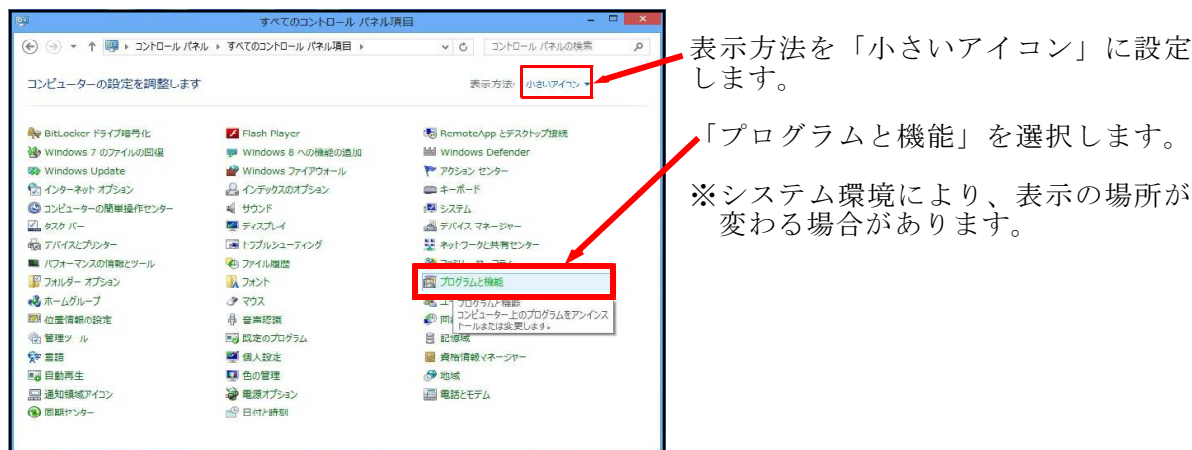 すべてのコントロール パネル項目
コントロール パネル ▸ すべてのコントロール パネル項目 ▸
コントロール パネルの検索
コンピューターの設定を調整します
表示方法: 小さいアイコン
BitLocker ドライブ暗号化
Flash Player
RemoteApp とデスクトップ接続
Windows 7 のファイルの回復
Windows 8 への機能の追加
Windows Defender
Windows Update
Windows ファイアウォール
アクション センター
インターネット オプション
インデックスのオプション
キーボード
コンピューターの簡単操作センター
サウンド
システム
タスク バー
ディスプレイ
デバイス マネージャー
デバイスとプリンター
トラブルシューティング
ネットワークと共有センター
パフォーマンスの情報とツール
ファイル履歴
フォルダー オプション
フォント
プログラムと機能
ホームグループ
マウス
プログラムと機能
コンピューター上のプログラムをアンインス
トールまたは変更します。
位置情報の設定
音声認識
管理ツール
既定のプログラム
記憶域
言語
個人設定
資格情報マネージャー
自動再生
色の管理
地域
通知領域アイコン
電源オプション
電話とモデム
同期センター
日付と時刻
表示方法を「小さいアイコン」に設定
します。
「プログラムと機能」を選択します。
※システム環境により、表示の場所が
変わる場合があります。